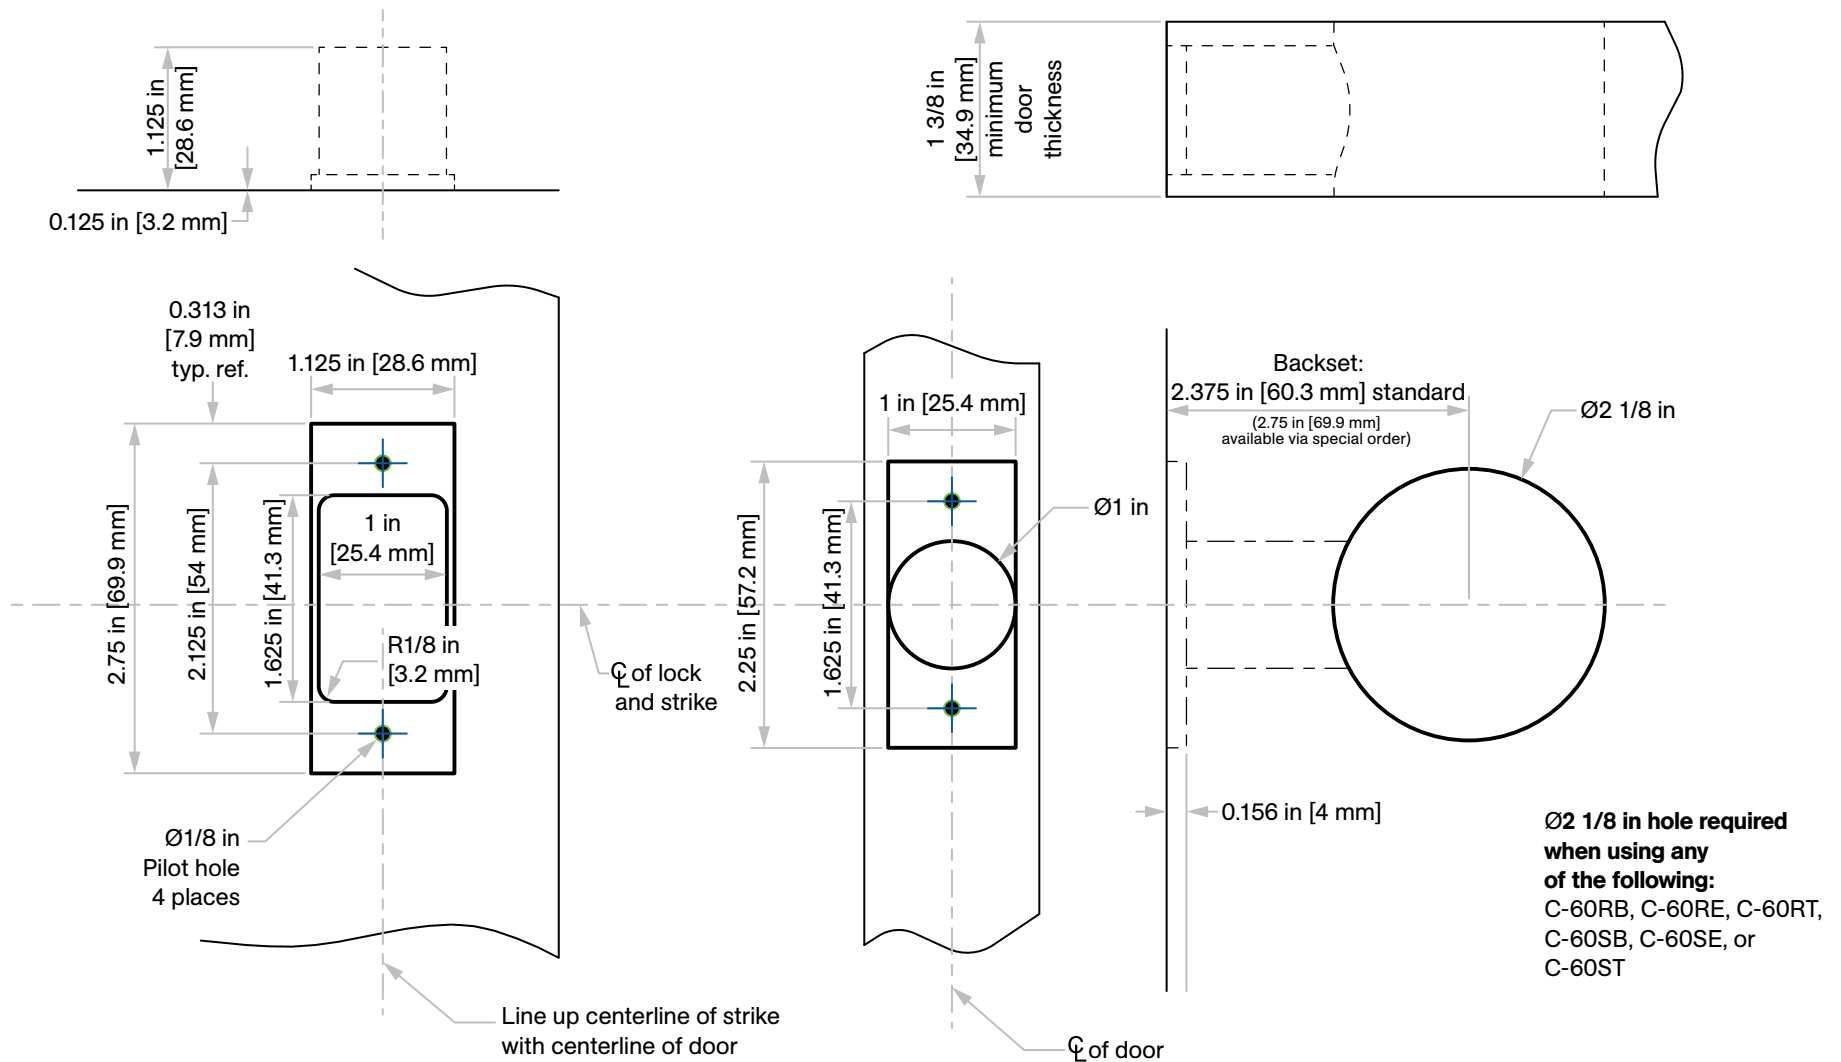 1.125 in
[28.6 mm]
0.125 in [3.2 mm]
1 3/8 in
[34.9 mm]
minimum
door
thickness
0.313 in
[7.9 mm]
typ. ref.
1.125 in [28.6 mm]
2.75 in [69.9 mm]
2.125 in [54 mm]
1.625 in [41.3 mm]
1 in
[25.4 mm]
R1/8 in
[3.2 mm]
℄ of lock
and strike
Ø1/8 in
Pilot hole
4 places
Line up centerline of strike
with centerline of door
1 in [25.4 mm]
2.25 in [57.2 mm]
1.625 in [41.3 mm]
Ø1 in
℄ of door
Backset:
2.375 in [60.3 mm] standard
(2.75 in [69.9 mm]
available via special order)
Ø2 1/8 in
0.156 in [4 mm]
Ø2 1/8 in hole required
when using any
of the following:
C-60RB, C-60RE, C-60RT,
C-60SB, C-60SE, or
C-60ST